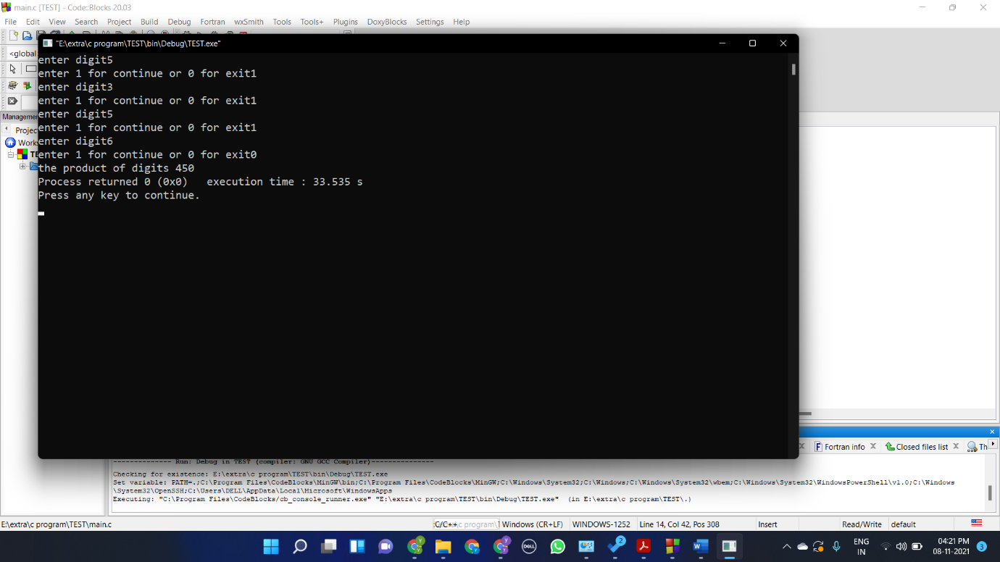 main.c [TEST] - Code::Blocks 20.03
File Edit View Search Project Build Debug Fortran wxSmith Tools Tools+ Plugins DoxyBlocks Settings Help
"E:\extra\c program\TEST\bin\Debug\TEST.exe"
<global
enter digit5
enter 1 for continue or 0 for exit1
enter digit3
enter 1 for continue or 0 for exit1
enter digit5
enter 1 for continue or 0 for exit1
enter digit6
enter 1 for continue or 0 for exit0
the product of digits 450
Process returned 0 (0x0)   execution time : 33.535 s
Press any key to continue.
Managemen
Projec
Works
TE
Fortran info Closed files list Th
-------------- Run: Debug in TEST (compiler: GNU GCC Compiler)---------------
Checking for existence: E:\extra\c program\TEST\bin\Debug\TEST.exe
Set variable: PATH=.;C:\Program Files\CodeBlocks\MinGW\bin;C:\Program Files\CodeBlocks\MinGW;C:\Windows\System32;C:\Windows;C:\Windows\System32\wbem;C:\Windows\System32\WindowsPowerShell\v1.0;C:\Windows
\System32\OpenSSH;C:\Users\DELL\AppData\Local\Microsoft\WindowsApps
Executing: "C:\Program Files\CodeBlocks/cb_console_runner.exe" "E:\extra\c program\TEST\bin\Debug\TEST.exe"  (in E:\extra\c program\TEST\.)
E:\extra\c program\TEST\main.c C/C++ Windows (CR+LF) WINDOWS-1252 Line 14, Col 42, Pos 308 Insert Read/Write default
DELL 2 ENG 04:21 PM
IN 08-11-2021 3